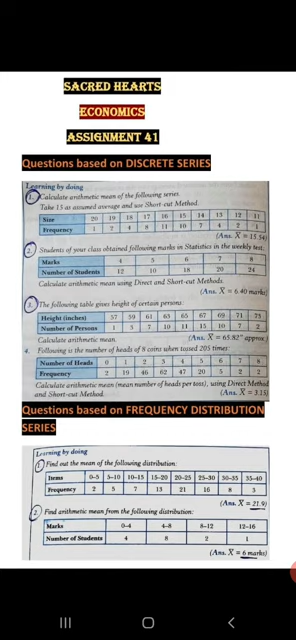 SACRED HEARTS
ECONOMICS
ASSIGNMENT 41
Questions based on DISCRETE SERIES
Learning by doing
1. Calculate arithmetic mean of the following series.
Take 15 as assumed average and use Short-cut Method.
Size 20 19 18 17 16 15 14 13 12 11
Frequency 1 2 4 8 11 10 7 4 2 1
(Ans. X̄ = 15.54)
2. Students of your class obtained following marks in Statistics in the weekly test.
Marks 4 5 6 7 8
Number of Students 12 10 18 20 24
Calculate arithmetic mean using Direct and Short-cut Methods.
(Ans. X̄ = 6.40 marks)
3. The following table gives height of certain persons:
Height (inches) 57 59 61 63 65 67 69 71 73
Number of Persons 1 3 7 10 11 15 10 7 2
Calculate arithmetic mean. (Ans. X̄ = 65.82" approx.)
4. Following is the number of heads of 8 coins when tossed 205 times:
Number of Heads 0 1 2 3 4 5 6 7 8
Frequency 2 19 46 62 47 20 5 2 2
Calculate arithmetic mean (mean number of heads per toss), using Direct Method
and Short-cut Method. (Ans. X̄ = 3.13)
Questions based on FREQUENCY DISTRIBUTION
SERIES
Learning by doing
1. Find out the mean of the following distribution:
Items 0–5 5–10 10–15 15–20 20–25 25–30 30–35 35–40
Frequency 2 5 7 13 21 16 8 3
(Ans. X̄ = 21.9)
2. Find arithmetic mean from the following distribution:
Marks 0–4 4–8 8–12 12–16
Number of Students 4 8 2 1
(Ans. X̄ = 6 marks)